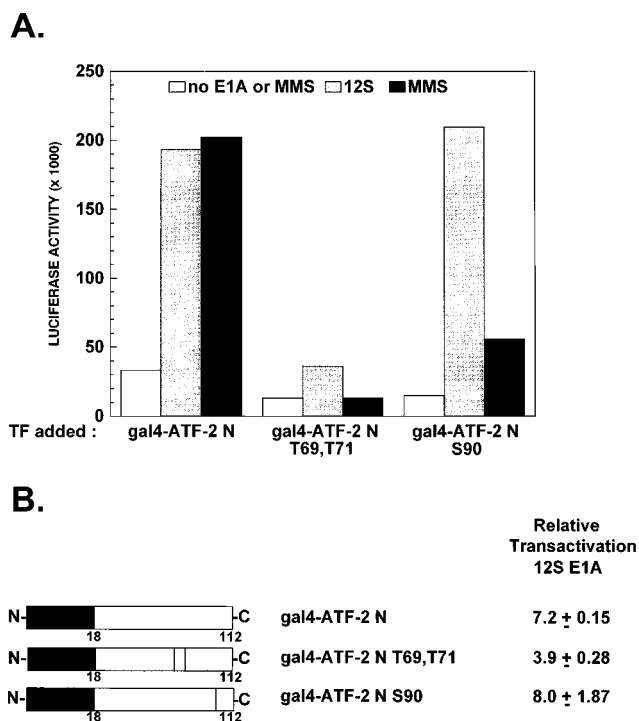 A.
250
200
150
100
50
0
LUCIFERASE ACTIVITY (x 1000)
no E1A or MMS 12S MMS
TF added : gal4-ATF-2 N gal4-ATF-2 N gal4-ATF-2 N
T69,T71 S90
B.
Relative
Transactivation
12S E1A
N- -C gal4-ATF-2 N 7.2 ± 0.15
18 112
N- -C gal4-ATF-2 N T69,T71 3.9 ± 0.28
18 112
N- -C gal4-ATF-2 N S90 8.0 ± 1.87
18 112